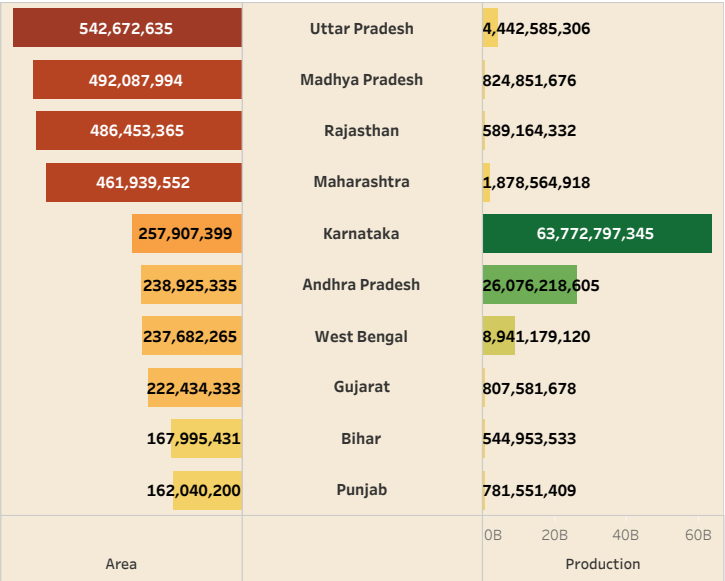 542,672,635 Uttar Pradesh 4,442,585,306
492,087,994 Madhya Pradesh 824,851,676
486,453,365 Rajasthan 589,164,332
461,939,552 Maharashtra 1,878,564,918
257,907,399 Karnataka 63,772,797,345
238,925,335 Andhra Pradesh 26,076,218,605
237,682,265 West Bengal 8,941,179,120
222,434,333 Gujarat 807,581,678
167,995,431 Bihar 544,953,533
162,040,200 Punjab 781,551,409
0B 20B 40B 60B
Area Production